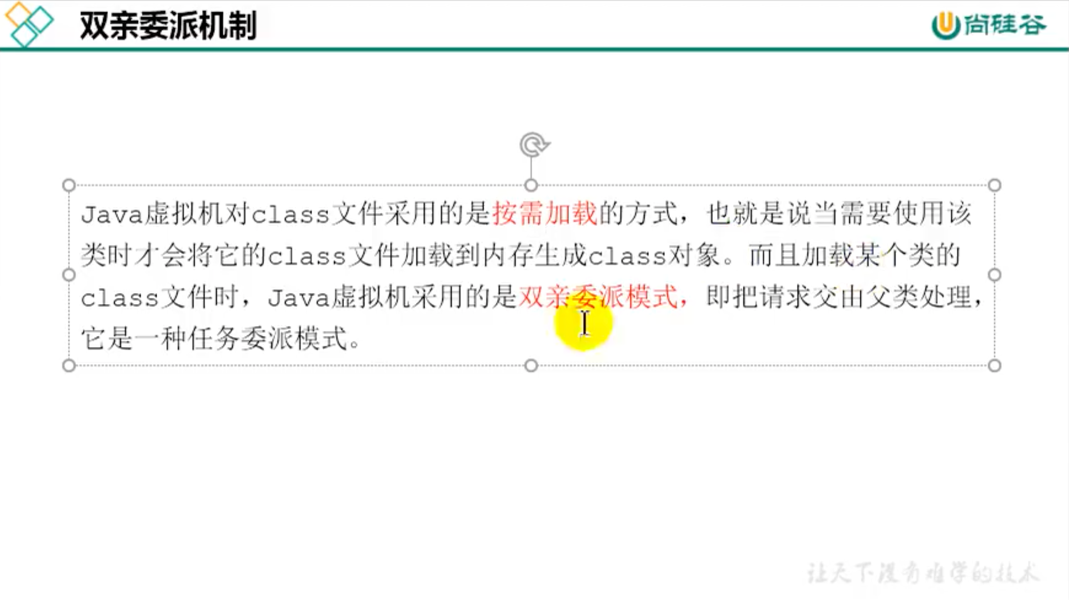 双亲委派机制
尚硅谷
Java虚拟机对class文件采用的是按需加载的方式，也就是说当需要使用该
类时才会将它的class文件加载到内存生成class对象。而且加载某个类的
class文件时，Java虚拟机采用的是双亲委派模式，即把请求交由父类处理，
它是一种任务委派模式。
让天下没有难学的技术